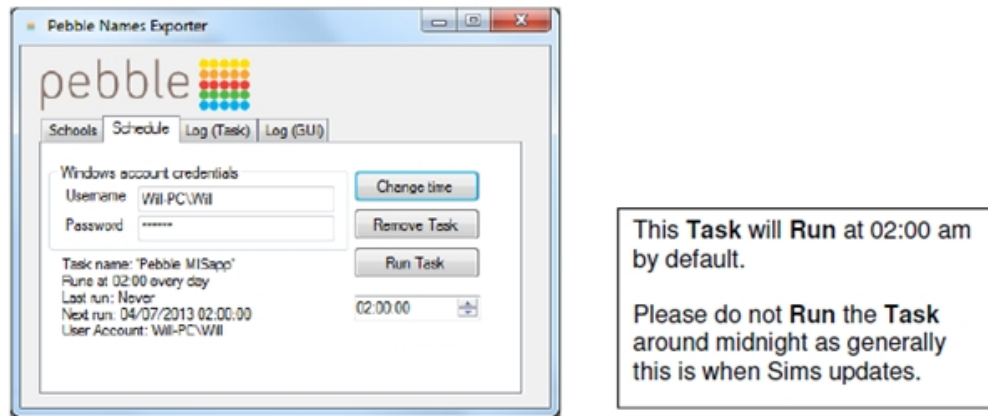 Pebble Names Exporter
pebble
Schools Schedule Log (Task) Log (GUI)
Windows account credentials
Username Will-PC\Will
Password ------
Change time
Remove Task
Run Task
02:00:00
Task name: 'Pebble MISapp'
Runs at 02:00 every day
Last run: Never
Next run: 04/07/2013 02:00:00
User Account: Will-PC\Will
This Task will Run at 02:00 am
by default.
Please do not Run the Task
around midnight as generally
this is when Sims updates.